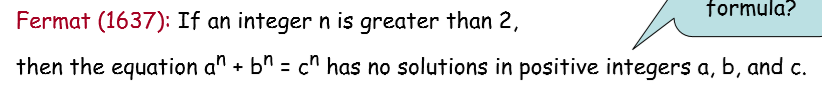 formula?
Fermat (1637): If an integer n is greater than 2,
then the equation aⁿ + bⁿ = cⁿ has no solutions in positive integers a, b, and c.